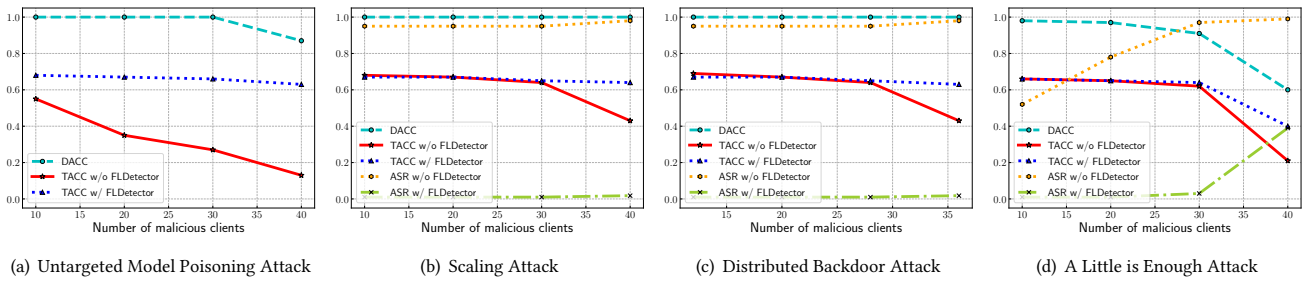 1.0
0.8
0.6
0.4
0.2
0.0
DACC
TACC w/o FLDetector
TACC w/ FLDetector
10 15 20 25 30 35 40
Number of malicious clients
(a) Untargeted Model Poisoning Attack
1.0
0.8
0.6
0.4
0.2
0.0
DACC
TACC w/o FLDetector
TACC w/ FLDetector
ASR w/o FLDetector
ASR w/ FLDetector
10 15 20 25 30 35 40
Number of malicious clients
(b) Scaling Attack
1.0
0.8
0.6
0.4
0.2
0.0
DACC
TACC w/o FLDetector
TACC w/ FLDetector
ASR w/o FLDetector
ASR w/ FLDetector
15 20 25 30 35
Number of malicious clients
(c) Distributed Backdoor Attack
1.0
0.8
0.6
0.4
0.2
0.0
DACC
TACC w/o FLDetector
TACC w/ FLDetector
ASR w/o FLDetector
ASR w/ FLDetector
10 15 20 25 30 35 40
Number of malicious clients
(d) A Little is Enough Attack